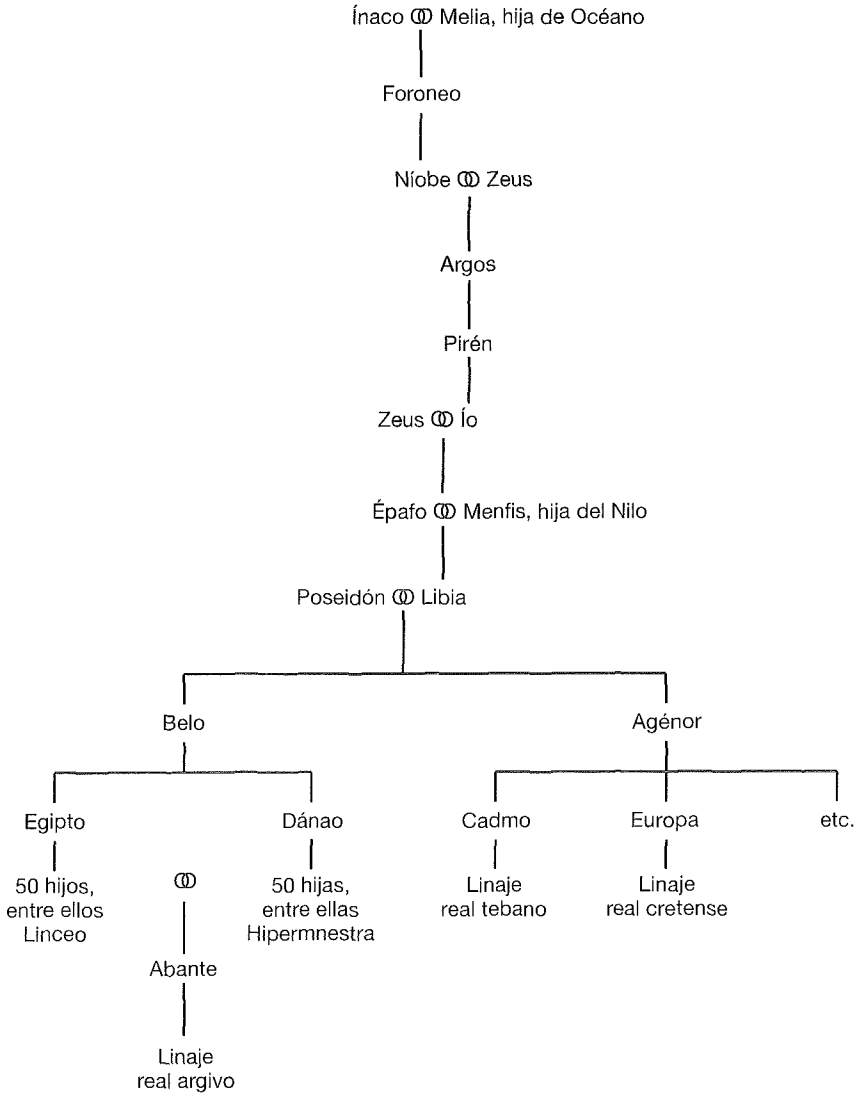 Ínaco ⚭ Melia, hija de Océano
Foroneo
Níobe ⚭ Zeus
Argos
Pirén
Zeus ⚭ Ío
Épafo ⚭ Menfis, hija del Nilo
Poseidón ⚭ Libia
Belo
Agénor
Egipto
Dánao
Cadmo
Europa
etc.
50 hijos,
entre ellos
Linceo
⚭
50 hijas,
entre ellas
Hipermnestra
Linaje
real tebano
Linaje
real cretense
Abante
Linaje
real argivo